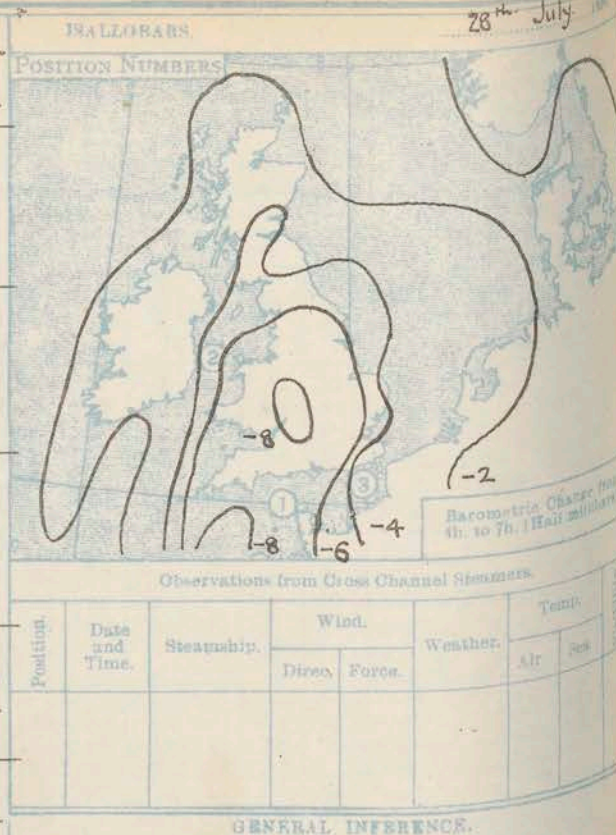 28th July
ISALLOBARS.
POSITION NUMBERS
2
-8
1
3
-2
-8
-6
-4
Barometric Change from
4h. to 7h. (Half millibars
Observations from Cross Channel Steamers.
Position.
Date and Time.
Steamship.
Wind.
Direc.
Force.
Weather.
Temp.
Air
Sea
GENERAL INFERENCE.